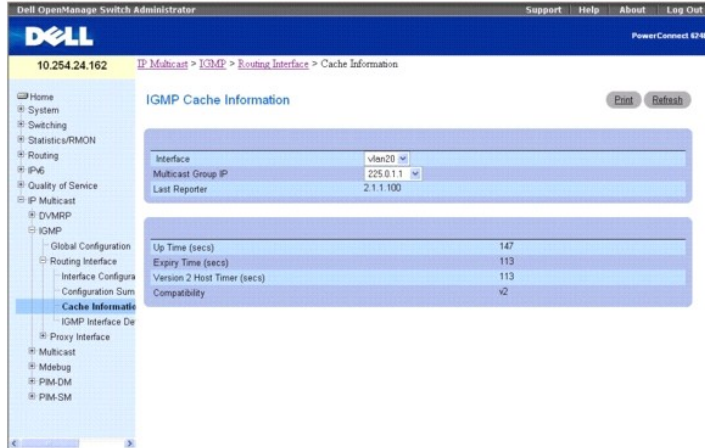 Dell OpenManage Switch Administrator Support Help About Log Out
DELL
PowerConnect 624
10.254.24.162
IP Multicast > IGMP > Routing Interface > Cache Information
Home
System
Switching
Statistics/RMON
Routing
IPv6
Quality of Service
IP Multicast
DVMRP
IGMP
Global Configuration
Routing Interface
Interface Configura
Configuration Sum
Cache Informatio
IGMP Interface De
Proxy Interface
Multicast
Mdebug
PIM-DM
PIM-SM
IGMP Cache Information
Print Refresh
Interface vlan20
Multicast Group IP 225.0.1.1
Last Reporter 2.1.1.100
Up Time (secs) 147
Expiry Time (secs) 113
Version 2 Host Timer (secs) 113
Compatibility v2